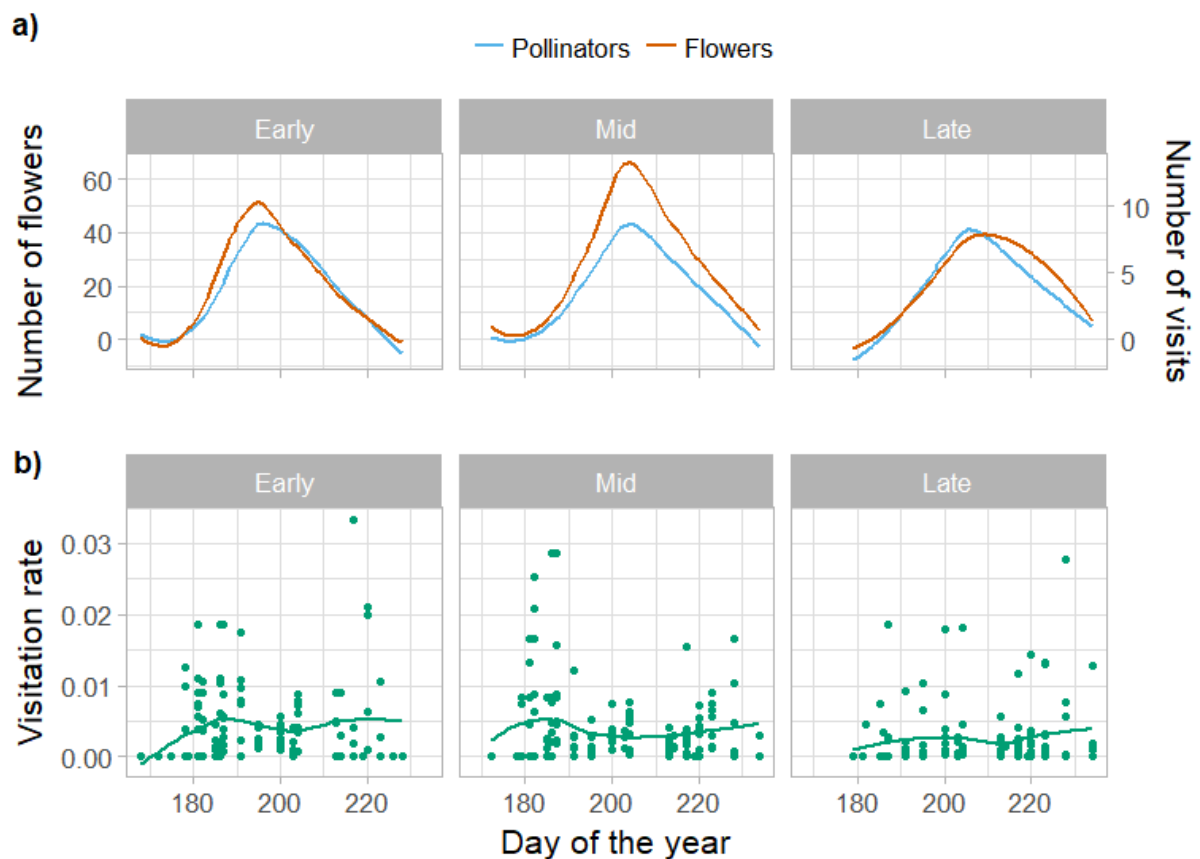 a)
Pollinators Flowers
Early Mid Late
Number of flowers
60
40
20
0
Number of visits
10
5
0
b)
Early Mid Late
Visitation rate
0.03
0.02
0.01
0.00
180 200 220 180 200 220 180 200 220
Day of the year